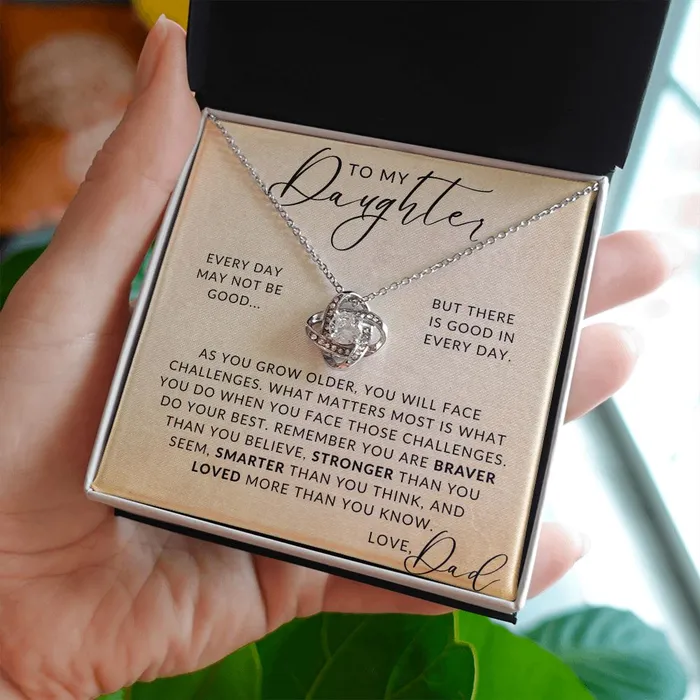 TO MY
Daughter
EVERY DAY
MAY NOT BE
GOOD...
BUT THERE
IS GOOD IN
EVERY DAY.
AS YOU GROW OLDER, YOU WILL FACE
CHALLENGES. WHAT MATTERS MOST IS WHAT
YOU DO WHEN YOU FACE THOSE CHALLENGES.
DO YOUR BEST. REMEMBER YOU ARE BRAVER
THAN YOU BELIEVE, STRONGER THAN YOU
SEEM, SMARTER THAN YOU THINK, AND
LOVED MORE THAN YOU KNOW.
LOVE, Dad